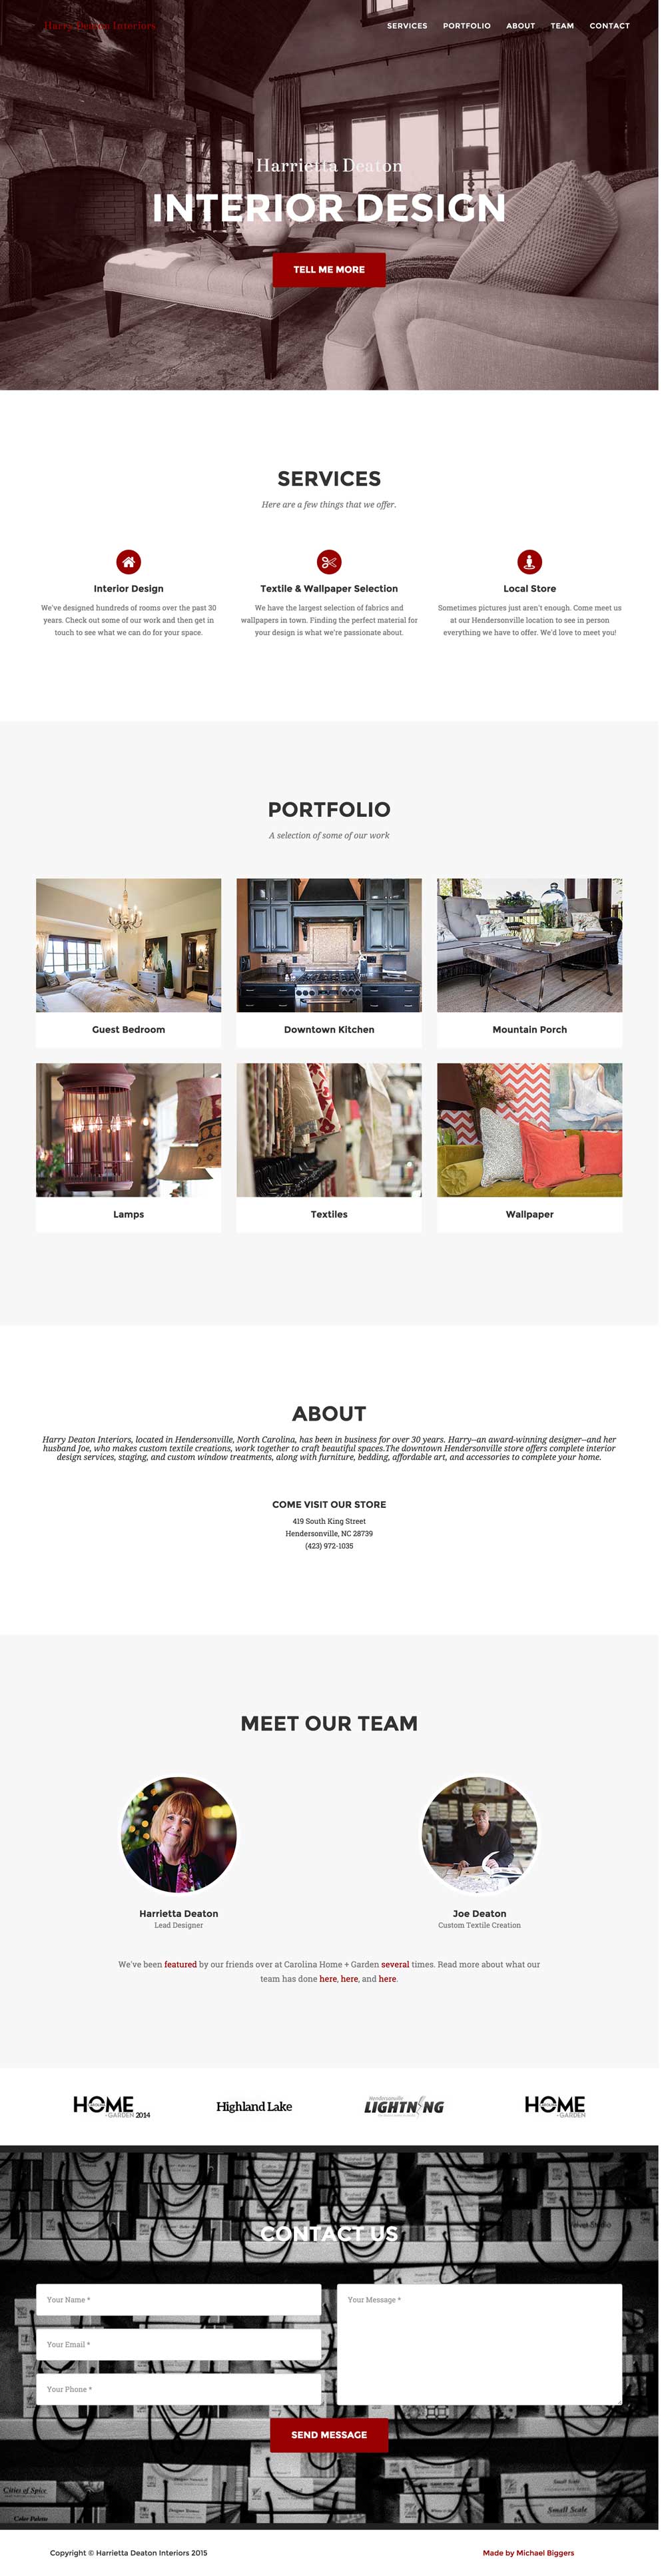 Harry Deaton Interiors
SERVICES PORTFOLIO ABOUT TEAM CONTACT
Harrietta Deaton
INTERIOR DESIGN
TELL ME MORE
SERVICES
Here are a few things that we offer.
Interior Design
We've designed hundreds of rooms over the past 30
years. Check out some of our work and then get in
touch to see what we can do for your space.
Textile & Wallpaper Selection
We have the largest selection of fabrics and
wallpapers in town. Finding the perfect material for
your design is what we're passionate about.
Local Store
Sometimes pictures just aren't enough. Come meet us
at our Hendersonville location to see in person
everything we have to offer. We'd love to meet you!
PORTFOLIO
A selection of some of our work
Guest Bedroom
Downtown Kitchen
Mountain Porch
Lamps
Textiles
Wallpaper
ABOUT
Harry Deaton Interiors, located in Hendersonville, North Carolina, has been in business for over 30 years. Harry--an award-winning designer--and her
husband Joe, who makes custom textile creations, work together to craft beautiful spaces.The downtown Hendersonville store offers complete interior
design services, staging, and custom window treatments, along with furniture, bedding, affordable art, and accessories to complete your home.
COME VISIT OUR STORE
419 South King Street
Hendersonville, NC 28739
(423) 972-1035
MEET OUR TEAM
Harrietta Deaton
Lead Designer
Joe Deaton
Custom Textile Creation
We've been featured by our friends over at Carolina Home + Garden several times. Read more about what our
team has done here, here, and here.
HOME
+GARDEN 2014
Highland Lake
Hendersonville
LIGHTNING
HOME
+GARDEN
CONTACT US
Your Name *
Your Email *
Your Phone *
Your Message *
SEND MESSAGE
Cities of Spice
Color Palette
Small Scale
Small Scale
Copyright © Harrietta Deaton Interiors 2015
Made by Michael Biggers